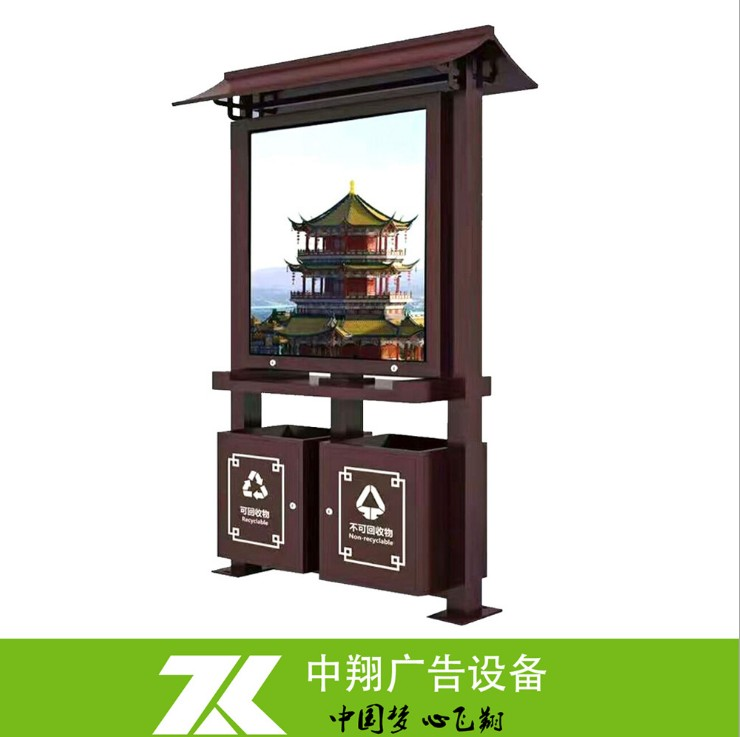 可回收物
Recyclable
不可回收物
Non-recyclable
中翔广告设备
中国梦 心飞翔